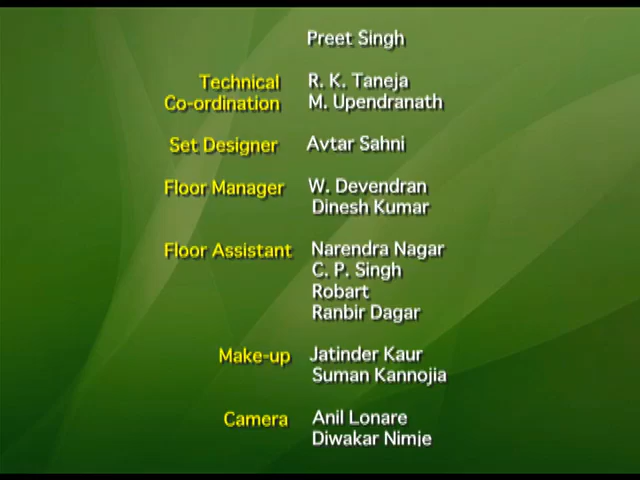 Preet Singh
Technical R. K. Taneja
Co-ordination M. Upendranath
Set Designer Avtar Sahni
Floor Manager W. Devendran
Dinesh Kumar
Floor Assistant Narendra Nagar
C. P. Singh
Robart
Ranbir Dagar
Make-up Jatinder Kaur
Suman Kannojia
Camera Anil Lonare
Diwakar Nimje